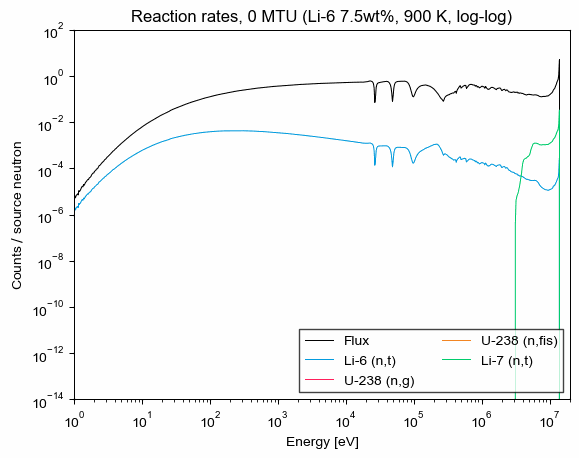 Reaction rates, 0 MTU (Li-6 7.5wt%, 900 K, log-log)
Counts / source neutron
10^2
10^0
10^−2
10^−4
10^−6
10^−8
10^−10
10^−12
10^−14
Flux
Li-6 (n,t)
U-238 (n,g)
U-238 (n,fis)
Li-7 (n,t)
10^0 10^1 10^2 10^3 10^4 10^5 10^6 10^7
Energy [eV]